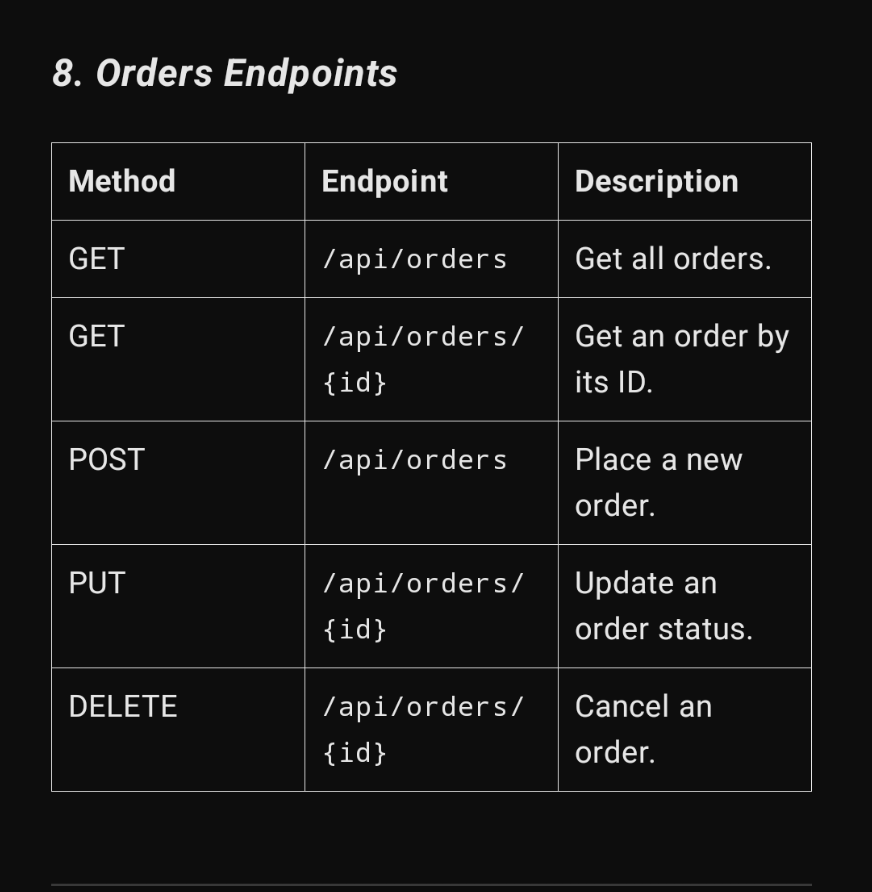 8. Orders Endpoints
Method Endpoint Description
GET /api/orders Get all orders.
GET /api/orders/ Get an order by
{id} its ID.
POST /api/orders Place a new
order.
PUT /api/orders/ Update an
{id} order status.
DELETE /api/orders/ Cancel an
{id} order.